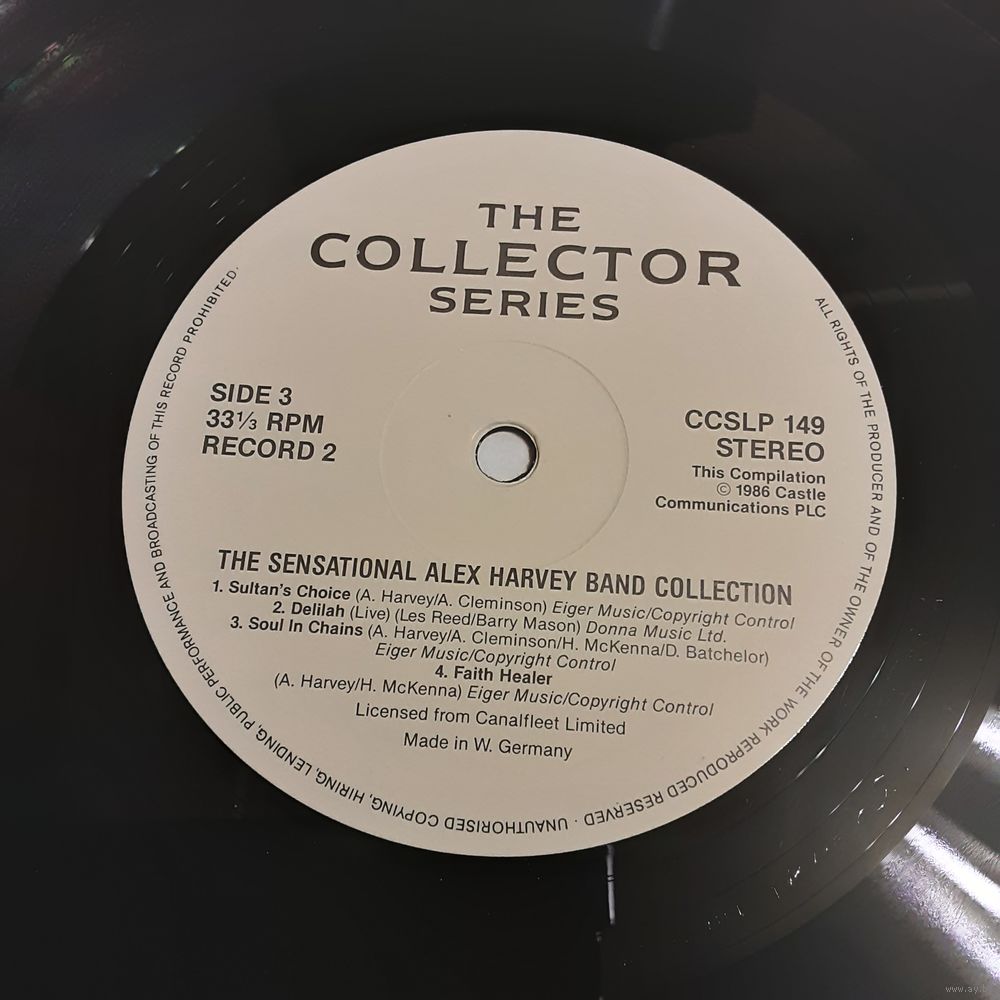 THE
COLLECTOR
SERIES
SIDE 3
33⅓ RPM
RECORD 2
CCSLP 149
STEREO
This Compilation
© 1986 Castle
Communications PLC
THE SENSATIONAL ALEX HARVEY BAND COLLECTION
1. Sultan's Choice (A. Harvey/A. Cleminson) Eiger Music/Copyright Control
2. Delilah (Live) (Les Reed/Barry Mason) Donna Music Ltd.
3. Soul In Chains (A. Harvey/A. Cleminson/H. McKenna/D. Batchelor)
Eiger Music/Copyright Control
4. Faith Healer
(A. Harvey/H. McKenna) Eiger Music/Copyright Control
Licensed from Canalfleet Limited
Made in W. Germany
ALL RIGHTS OF THE PRODUCER AND OF THE OWNER OF THE WORK REPRODUCED RESERVED · UNAUTHORISED COPYING, HIRING, LENDING, PUBLIC PERFORMANCE AND BROADCASTING OF THIS RECORD PROHIBITED.